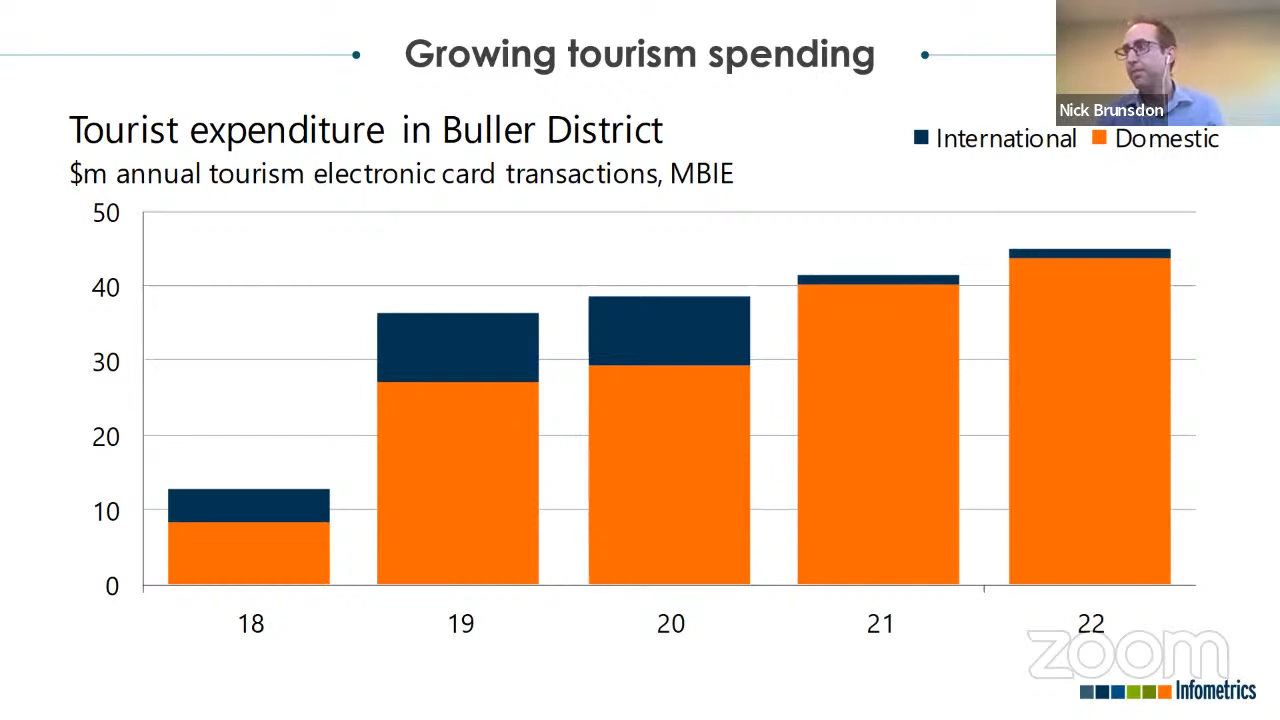 Growing tourism spending
Nick Brunsdon
Tourist expenditure in Buller District
International Domestic
$m annual tourism electronic card transactions, MBIE
50
40
30
20
10
0
18 19 20 21 22
zoom
Infometrics